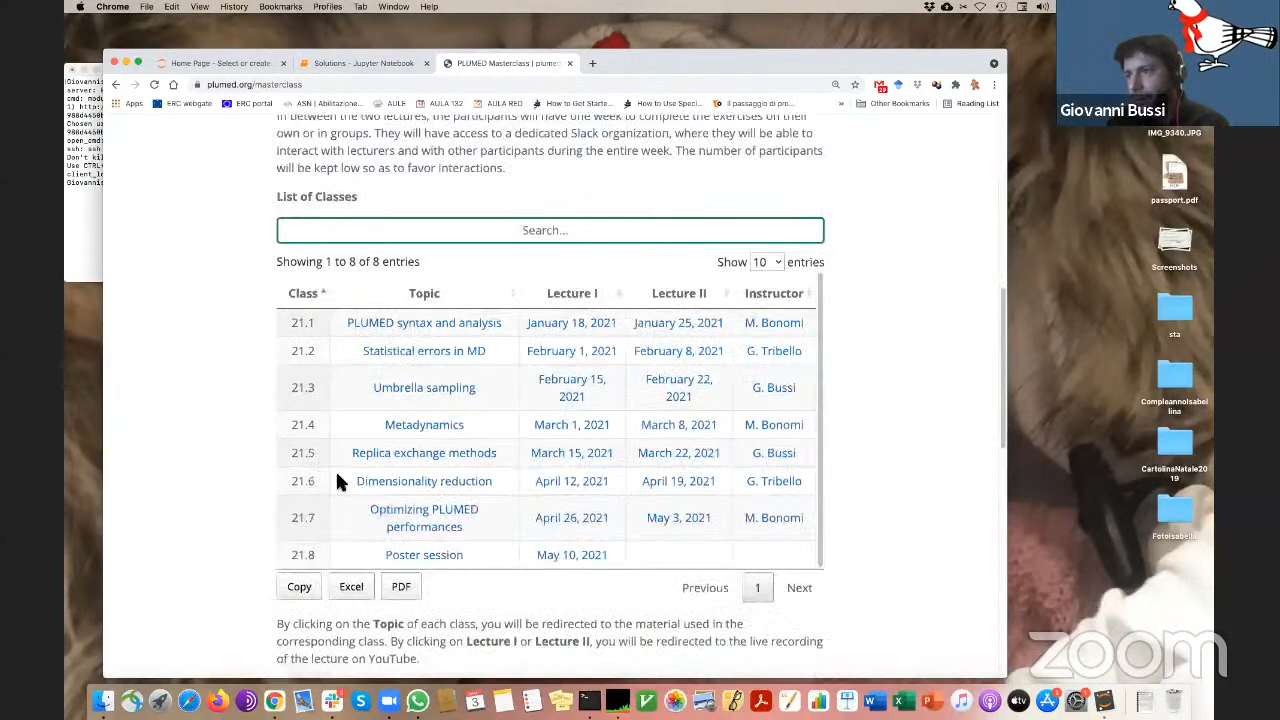 Chrome File Edit View History Bookmarks Profiles Tab Window Help
Home Page - Select or create
Solutions - Jupyter Notebook
PLUMED Masterclass | plumed
plumed.org/masterclass
Apps ERC webgate ERC portal ASN | Abilitazione... AULE AULA 132 AULA RED How to Get Starte... How to Use Speci... Il passaggio di pro... » Other Bookmarks Reading List
In between the two lectures, the participants will have one week to complete the exercises on their
own or in groups. They will have access to a dedicated Slack organization, where they will be able to
interact with lecturers and with other participants during the entire week. The number of participants
will be kept low so as to favor interactions.
List of Classes
Search...
Showing 1 to 8 of 8 entries
Show 10 entries
Class Topic Lecture I Lecture II Instructor
21.1 PLUMED syntax and analysis January 18, 2021 January 25, 2021 M. Bonomi
21.2 Statistical errors in MD February 1, 2021 February 8, 2021 G. Tribello
21.3 Umbrella sampling February 15, 2021 February 22, 2021 G. Bussi
21.4 Metadynamics March 1, 2021 March 8, 2021 M. Bonomi
21.5 Replica exchange methods March 15, 2021 March 22, 2021 G. Bussi
21.6 Dimensionality reduction April 12, 2021 April 19, 2021 G. Tribello
21.7 Optimizing PLUMED performances April 26, 2021 May 3, 2021 M. Bonomi
21.8 Poster session May 10, 2021
Copy Excel PDF
Previous 1 Next
By clicking on the Topic of each class, you will be redirected to the material used in the
corresponding class. By clicking on Lecture I or Lecture II, you will be redirected to the live recording
of the lecture on YouTube.
Giovanni Bussi
IMG_9340.JPG
passport.pdf
Screenshots
sta
CompleannoIsabe
llina
CartolinaNatale20
19
FotoIsabella
zoom